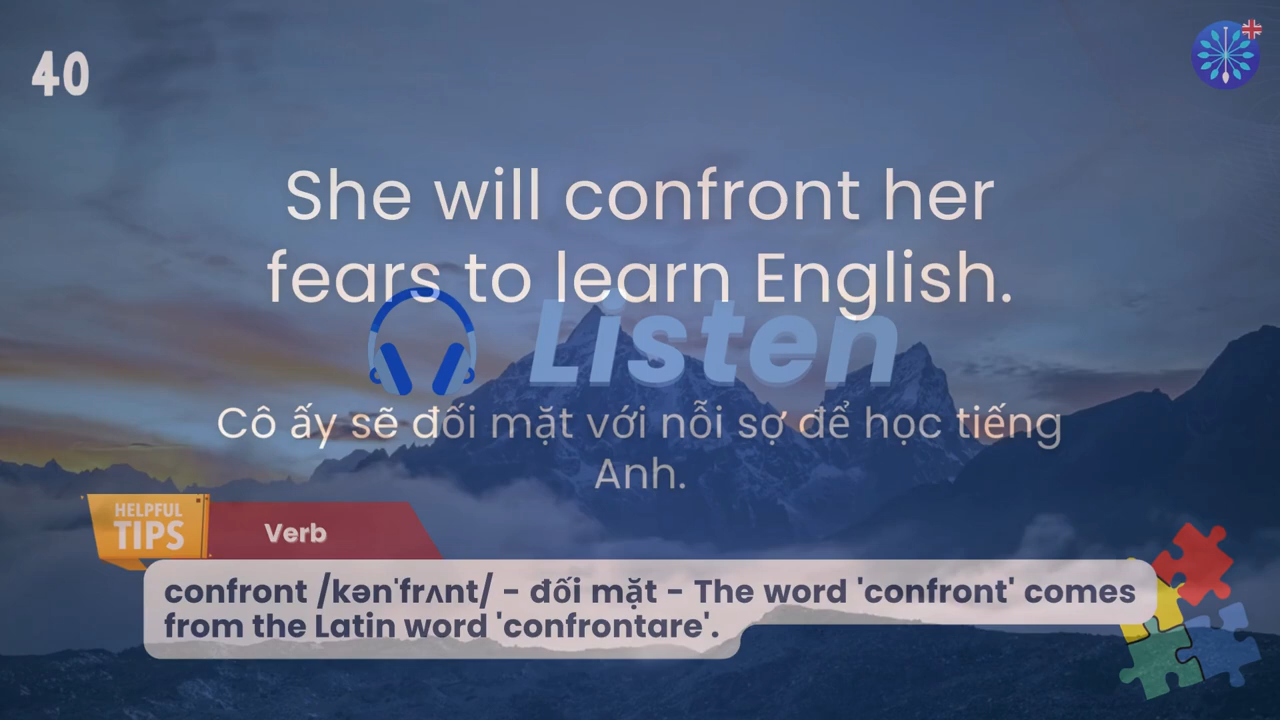 40
She will confront her
fears to learn English.
Listen
Cô ấy sẽ đối mặt với nỗi sợ để học tiếng
Anh.
HELPFUL
TIPS
Verb
confront /kənˈfrʌnt/ - đối mặt - The word 'confront' comes
from the Latin word 'confrontare'.